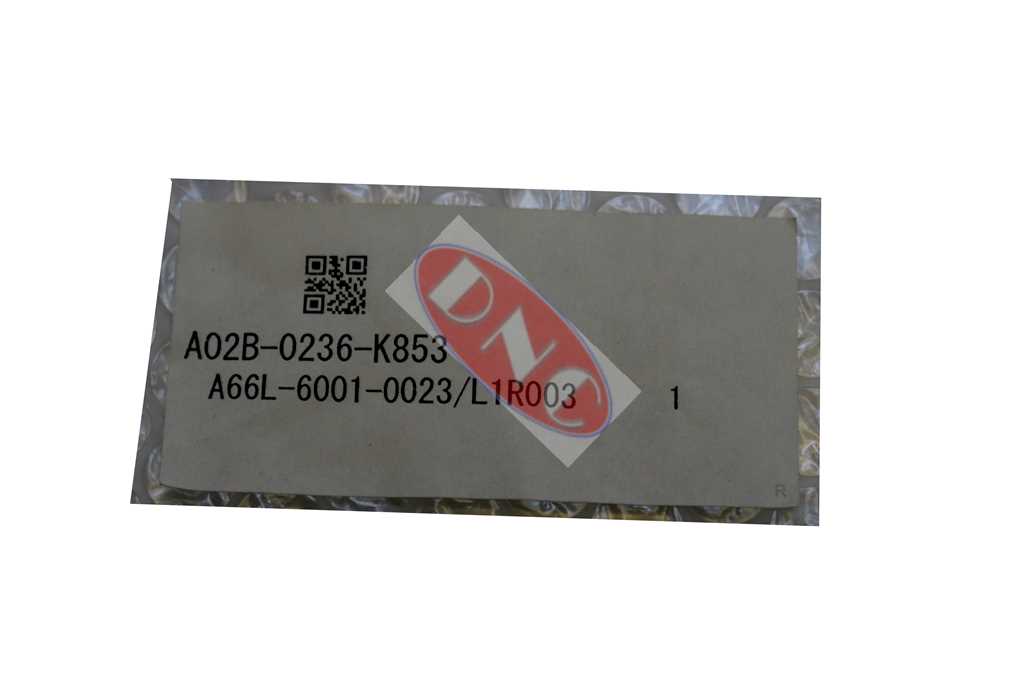 A02B-0236-K853
A66L-6001-0023/L1R003 1
DNC
R